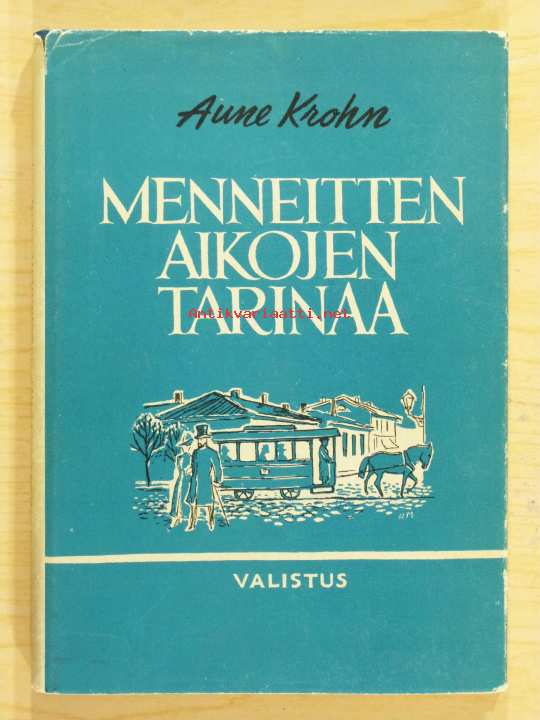 Aune Krohn
MENNEITTEN
AIKOJEN
TARINAA
Antikvariaatti.net
VALISTUS